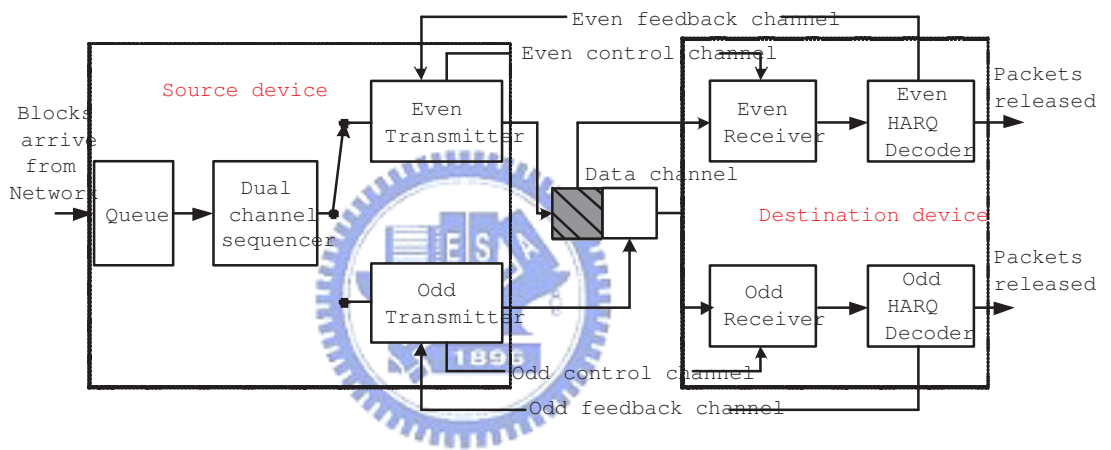 Even feedback channel
Even control channel
Source device
Blocks
arrive
from
Network
Queue
Dual
channel
sequencer
Even
Transmitter
Data channel
Even
Receiver
Even
HARQ
Decoder
Packets
released
Destination device
Odd
Transmitter
Odd
Receiver
Odd
HARQ
Decoder
Packets
released
ESA
1896
Odd control channel
Odd feedback channel